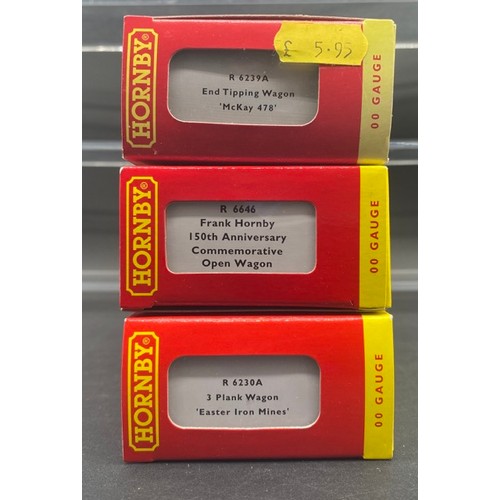 £ 5.95
HORNBY®
R 6239A
End Tipping Wagon
'McKay 478'
00 GAUGE
HORNBY®
R 6646
Frank Hornby
150th Anniversary
Commemorative
Open Wagon
00 GAUGE
HORNBY®
R 6230A
3 Plank Wagon
'Easter Iron Mines'
00 GAUGE